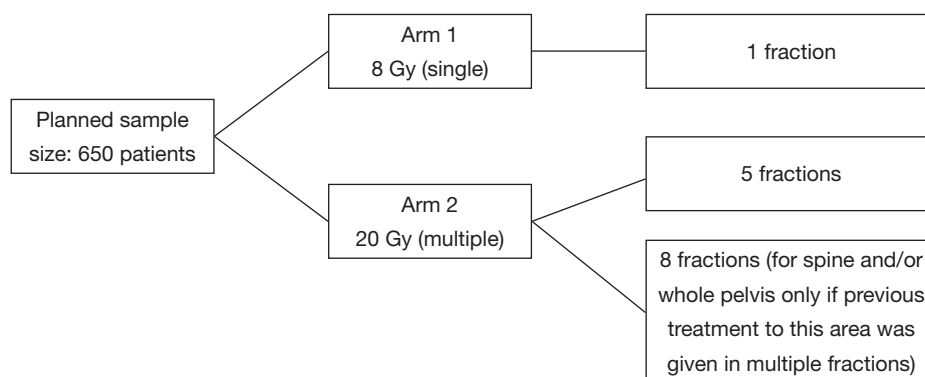 Planned sample
size: 650 patients
Arm 1
8 Gy (single)
1 fraction
Arm 2
20 Gy (multiple)
5 fractions
8 fractions (for spine and/or
whole pelvis only if previous
treatment to this area was
given in multiple fractions)